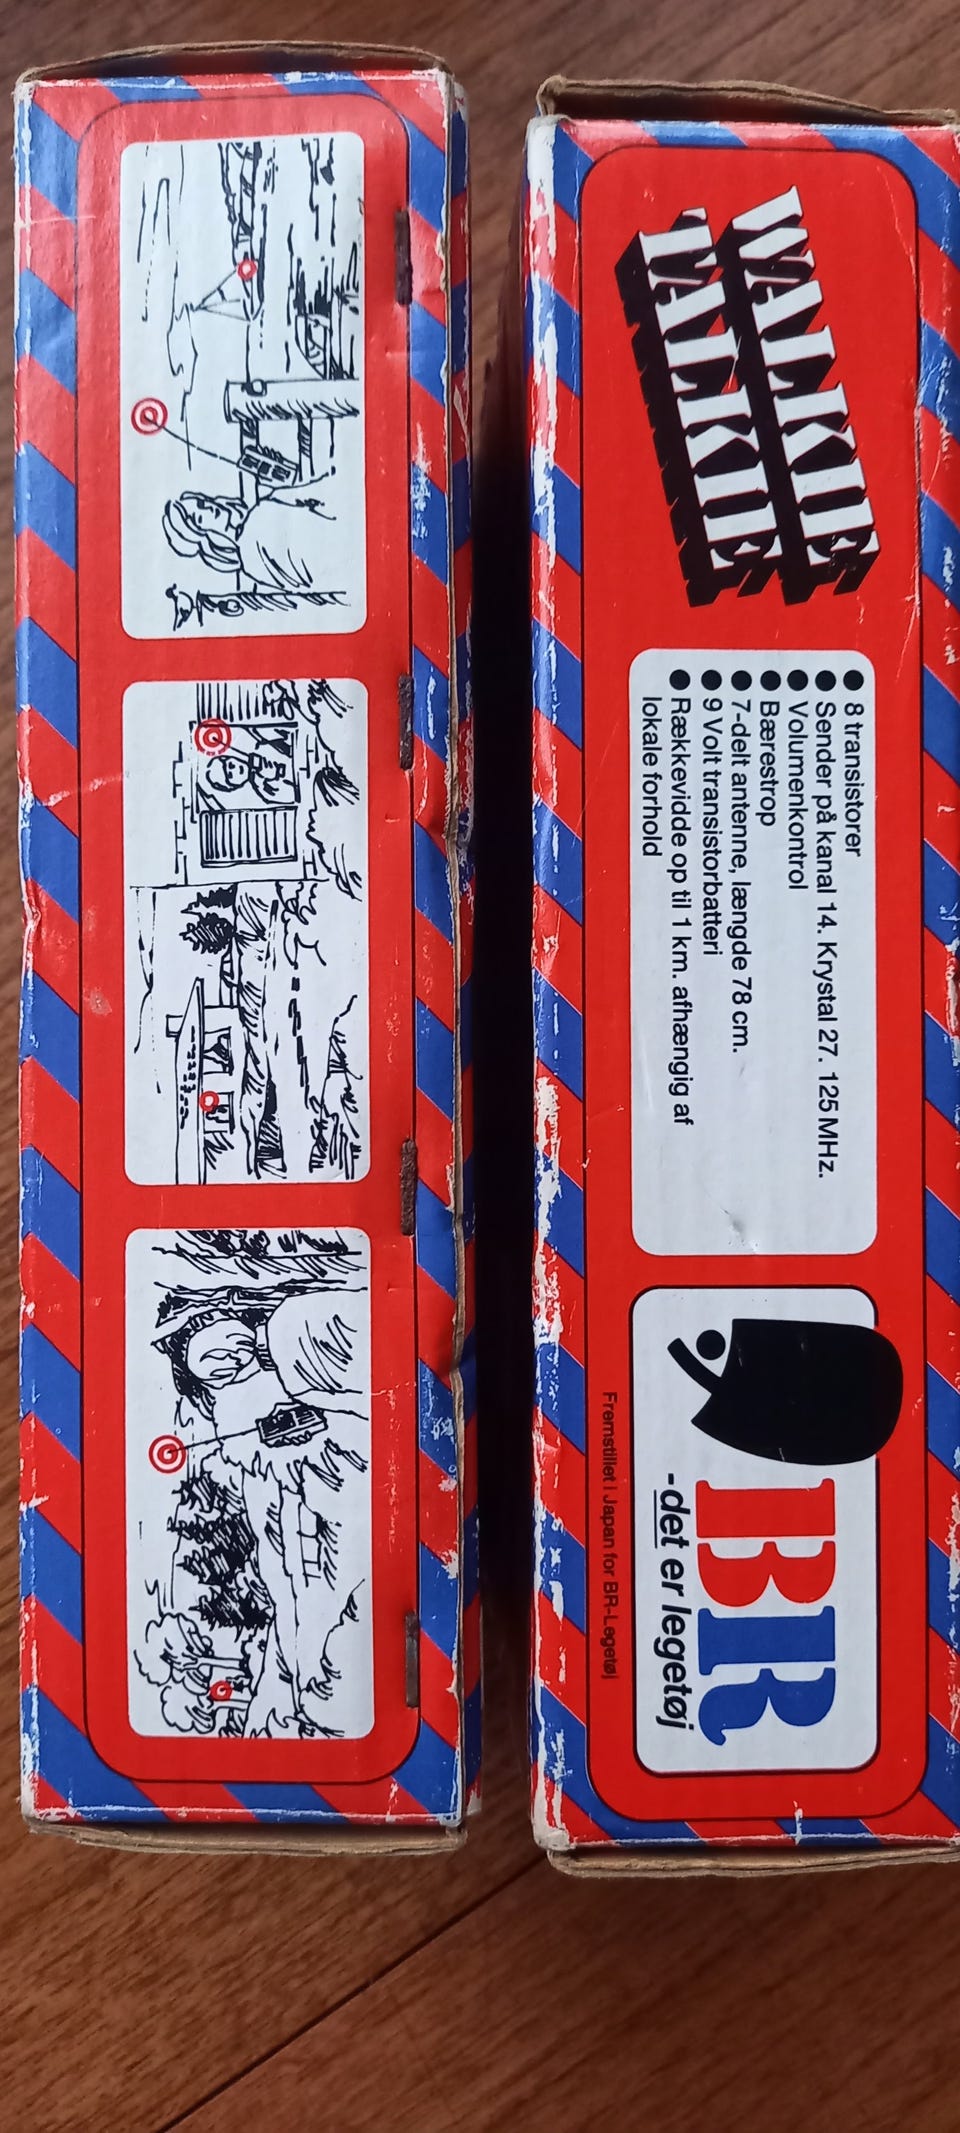 WALKIE
TALKIE
● 8 transistorer
● Sender på kanal 14. Krystal 27. 125 MHz.
● Volumenkontrol
● Bærestrop
● 7-delt antenne, længde 78 cm.
● 9 Volt transistorbatteri
● Rækkevidde op til 1 km. afhængig af
lokale forhold
BR
-det er legetøj
Fremstillet i Japan for BR-Legetøj